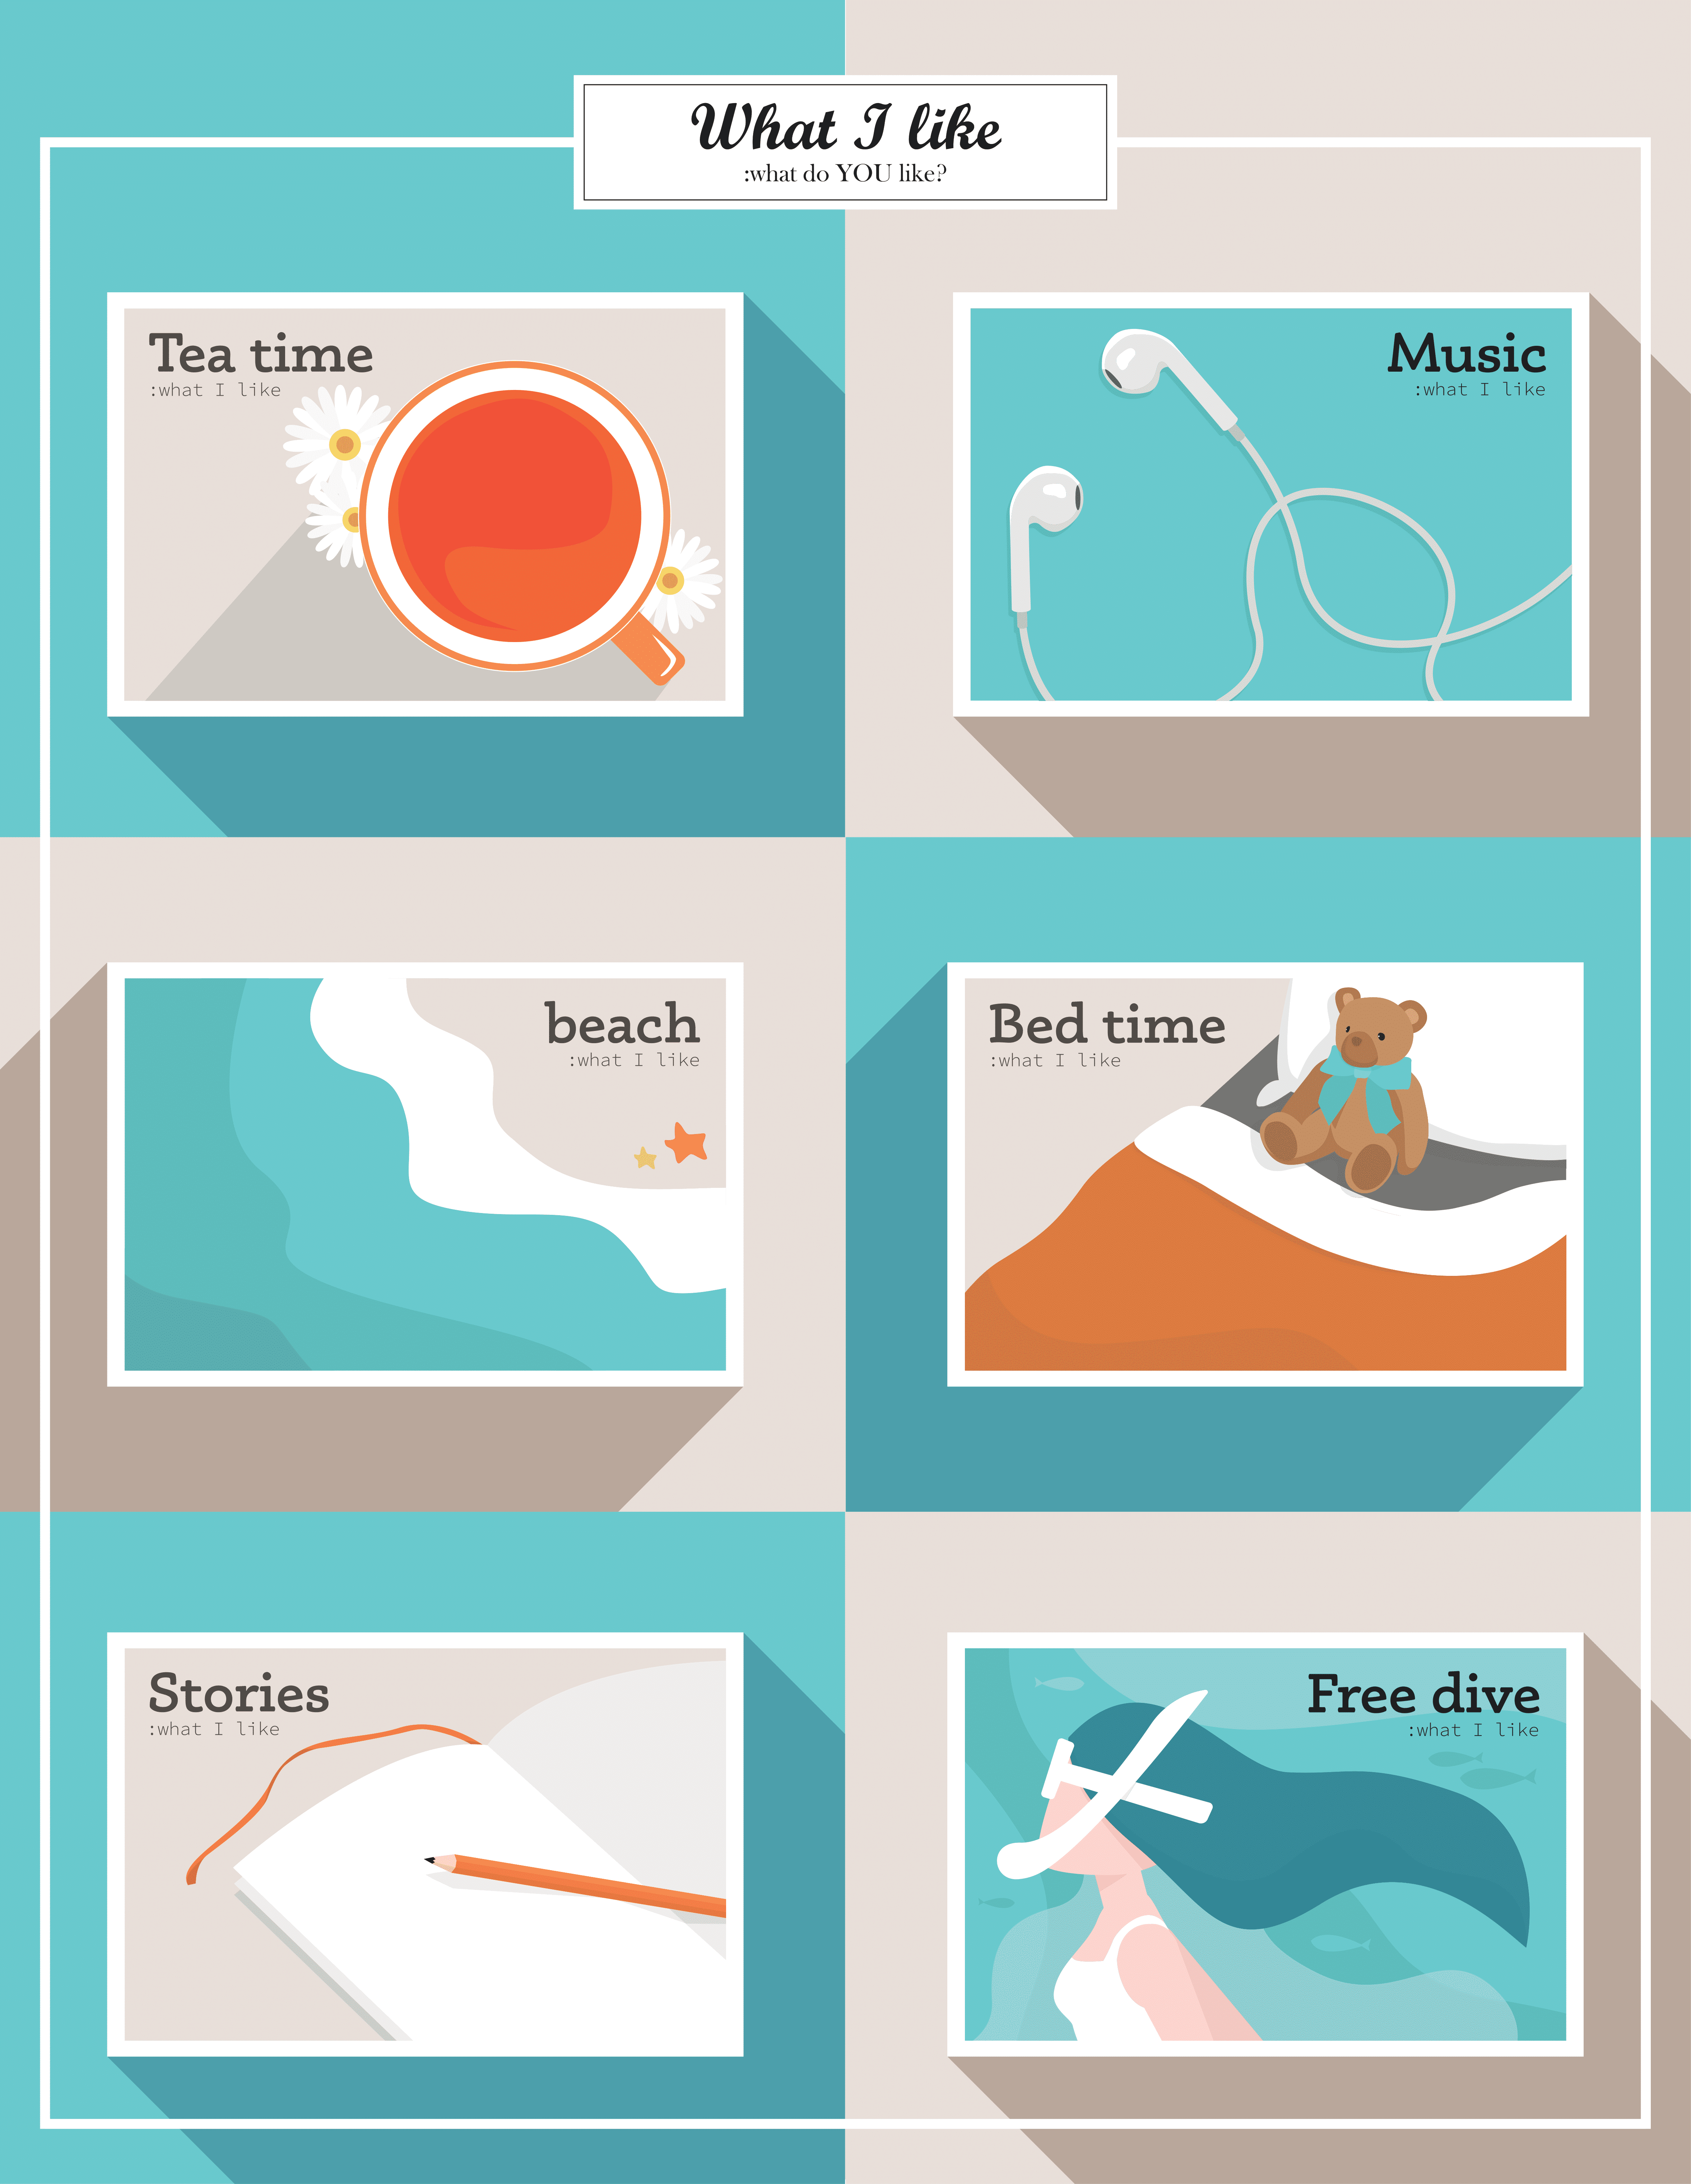 What I like
:what do YOU like?
Tea time
:what I like
Music
:what I like
beach
:what I like
Bed time
:what I like
Stories
:what I like
Free dive
:what I like